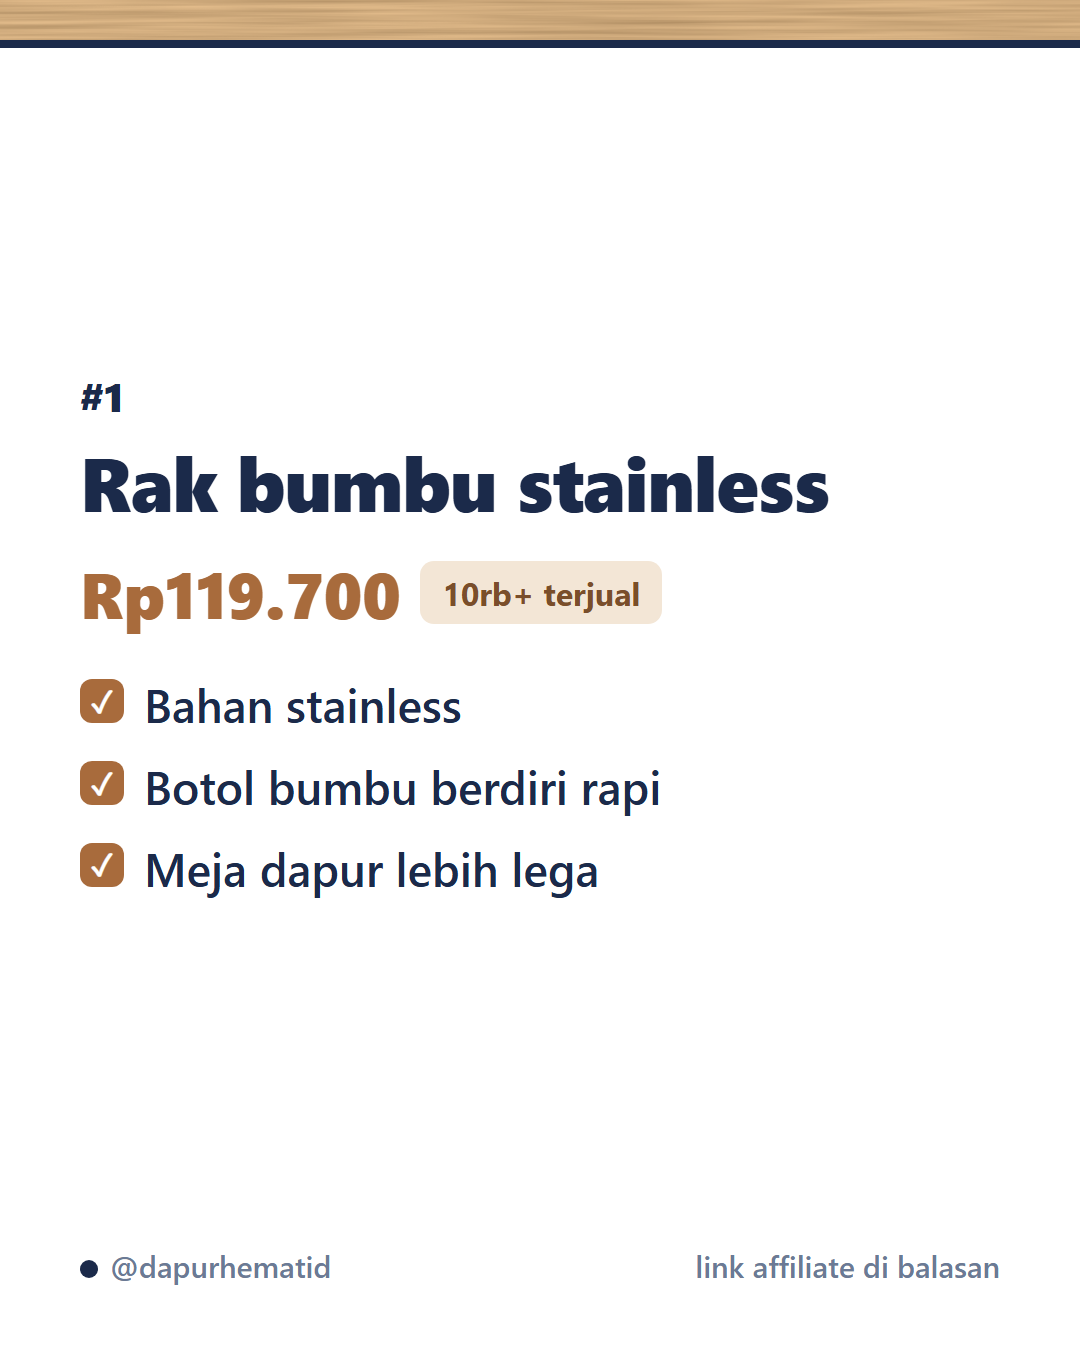 #1
Rak bumbu stainless
Rp119.700 10rb+ terjual
✓ Bahan stainless
✓ Botol bumbu berdiri rapi
✓ Meja dapur lebih lega
@dapurhematid link affiliate di balasan